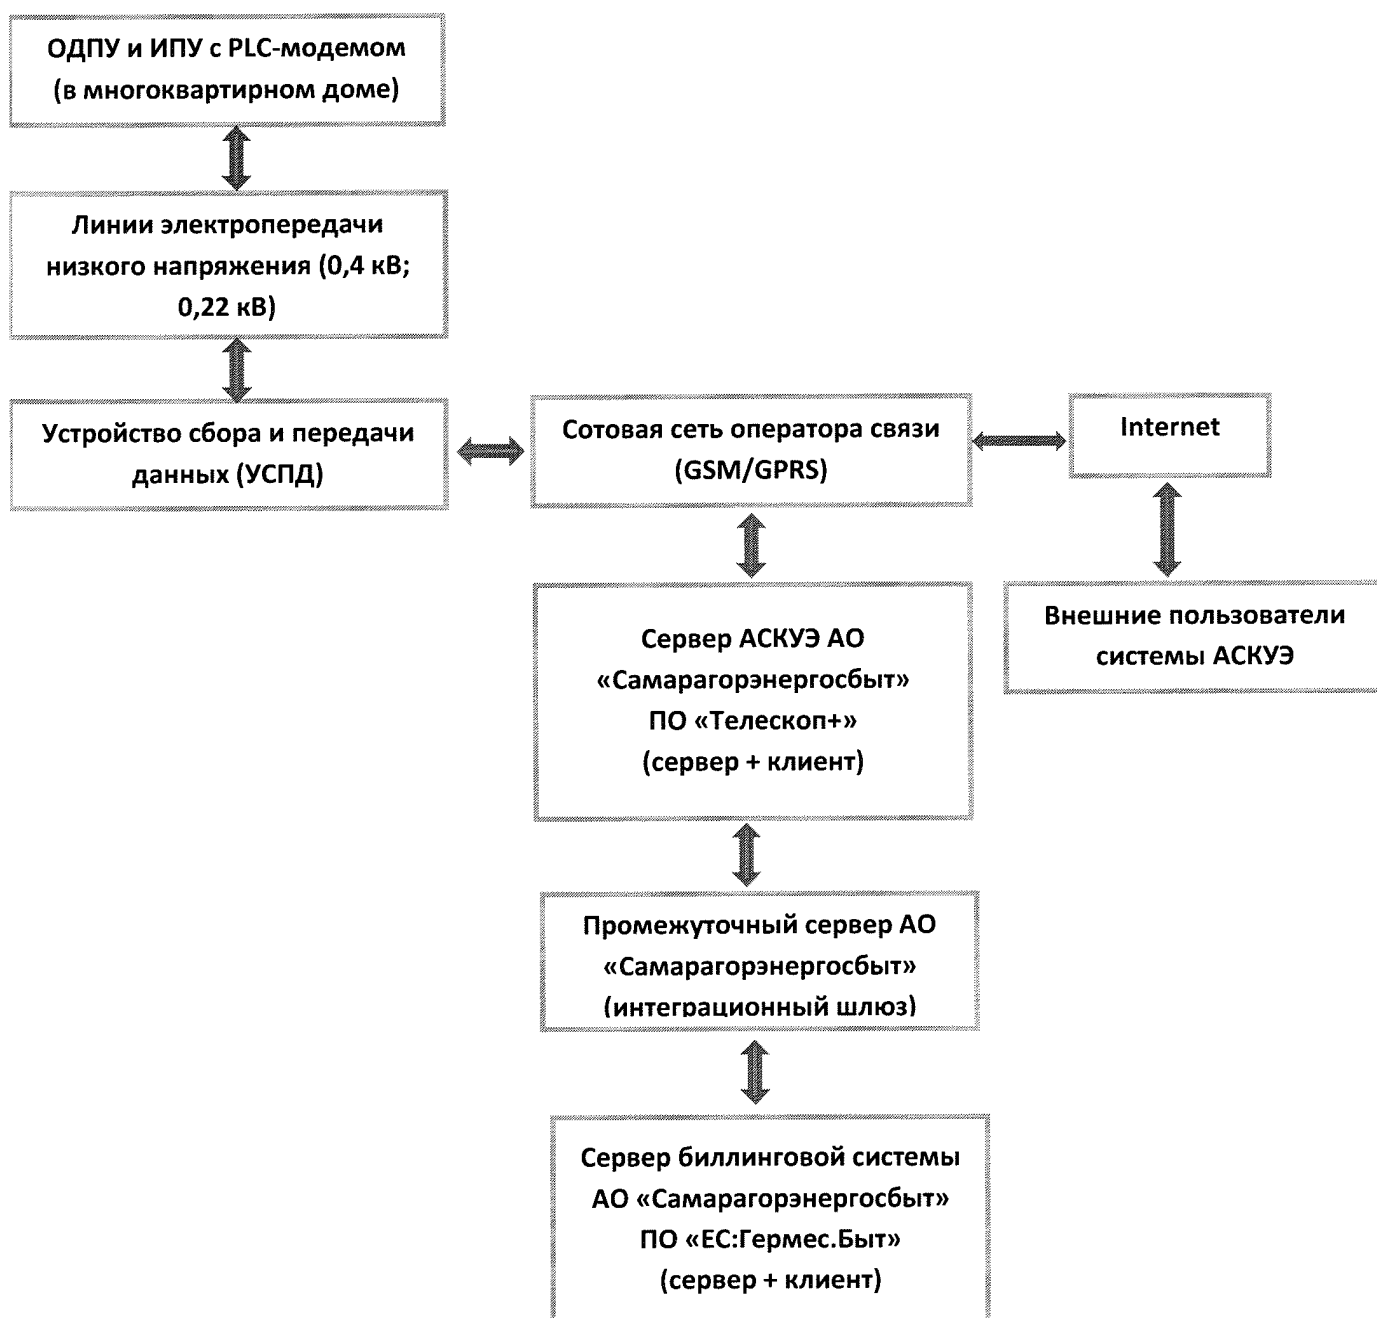 ОДПУ и ИПУ с PLC-модемом
(в многоквартирном доме)
Линии электропередачи
низкого напряжения (0,4 кВ;
0,22 кВ)
Устройство сбора и передачи
данных (УСПД)
Сотовая сеть оператора связи
(GSM/GPRS)
Internet
Внешние пользователи
системы АСКУЭ
Сервер АСКУЭ АО
«Самарагорэнергосбыт»
ПО «Телескоп+»
(сервер + клиент)
Промежуточный сервер АО
«Самарагорэнергосбыт»
(интеграционный шлюз)
Сервер биллинговой системы
АО «Самарагорэнергосбыт»
ПО «ЕС:Гермес.Быт»
(сервер + клиент)